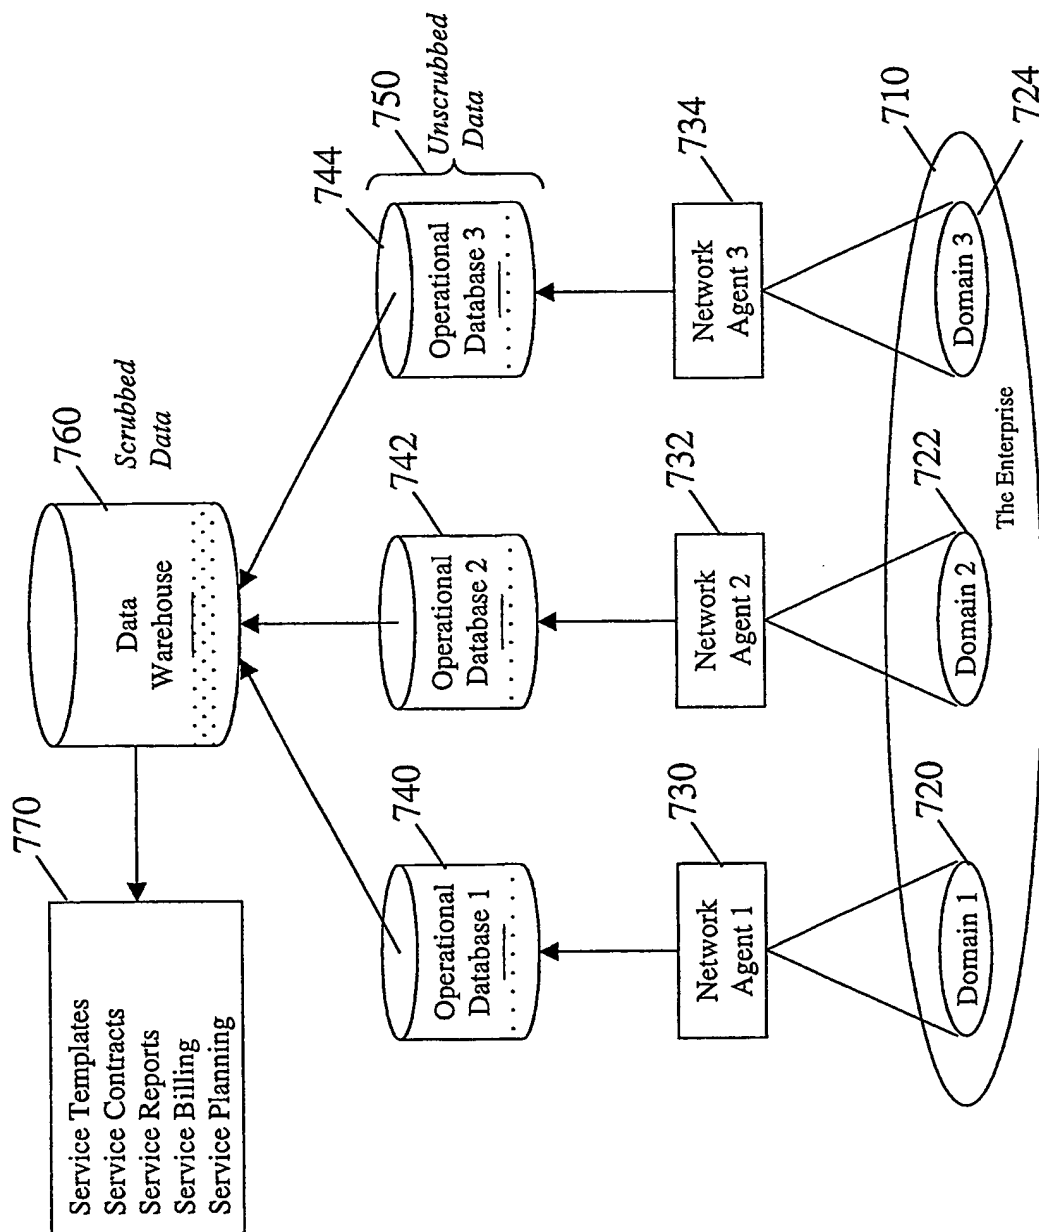 770
Service Templates
Service Contracts
Service Reports
Service Billing
Service Planning
760
Scrubbed
Data
Data
Warehouse
740
Operational
Database 1
742
Operational
Database 2
744
Operational
Database 3
750
Unscrubbed
Data
730
Network
Agent 1
732
Network
Agent 2
734
Network
Agent 3
710
720
Domain 1
722
Domain 2
724
Domain 3
The Enterprise